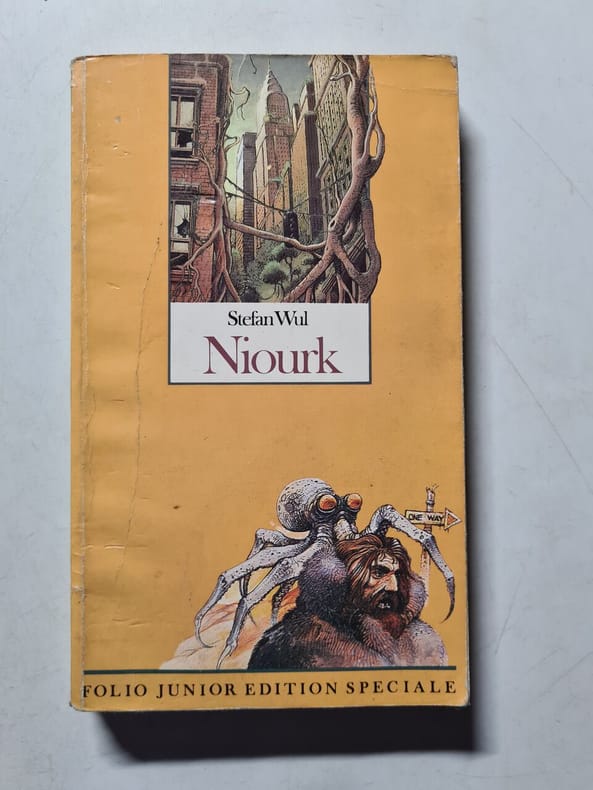 Stefan Wul
Niourk
ONE WAY
FOLIO JUNIOR EDITION SPECIALE